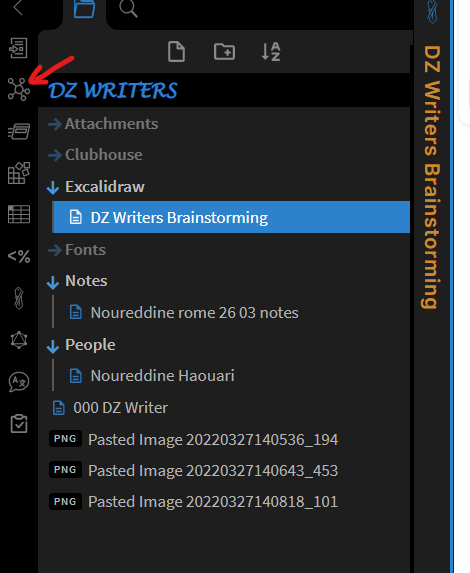 DZ WRITERS
Attachments
Clubhouse
Excalidraw
DZ Writers Brainstorming
Fonts
Notes
Noureddine rome 26 03 notes
People
Noureddine Haouari
000 DZ Writer
PNG Pasted Image 20220327140536_194
PNG Pasted Image 20220327140643_453
PNG Pasted Image 20220327140818_101
<%
DZ Writers Brainstorming